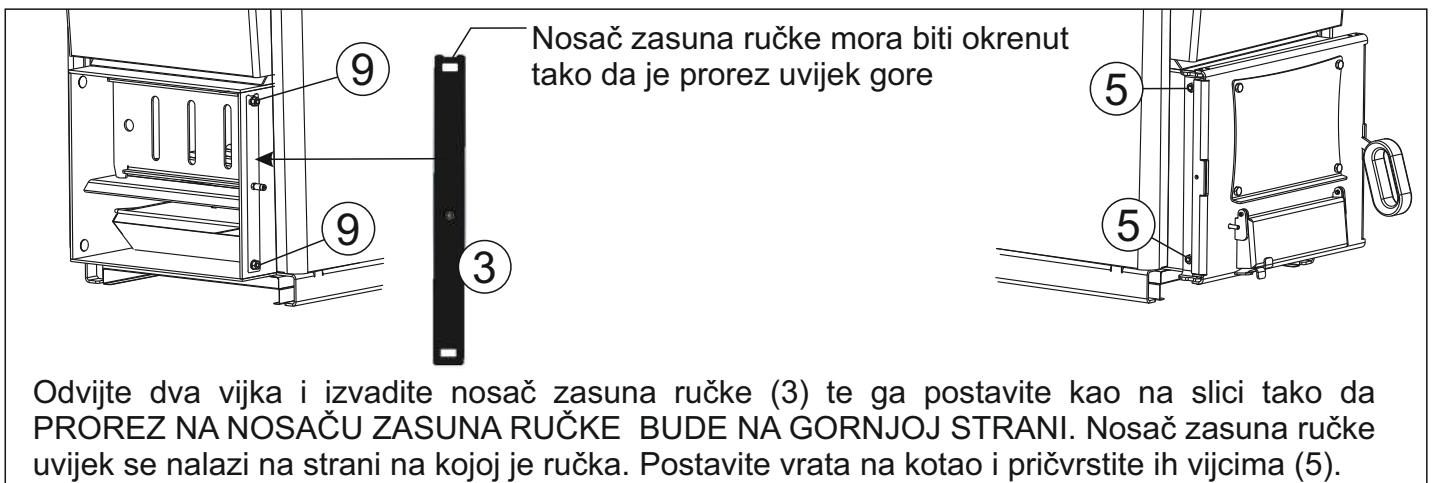 Nosač zasuna ručke mora biti okrenut
tako da je prorez uvijek gore
9
9
3
5
5
Odvijte dva vijka i izvadite nosač zasuna ručke (3) te ga postavite kao na slici tako da
PROREZ NA NOSAČU ZASUNA RUČKE BUDE NA GORNJOJ STRANI. Nosač zasuna ručke
uvijek se nalazi na strani na kojoj je ručka. Postavite vrata na kotao i pričvrstite ih vijcima (5).